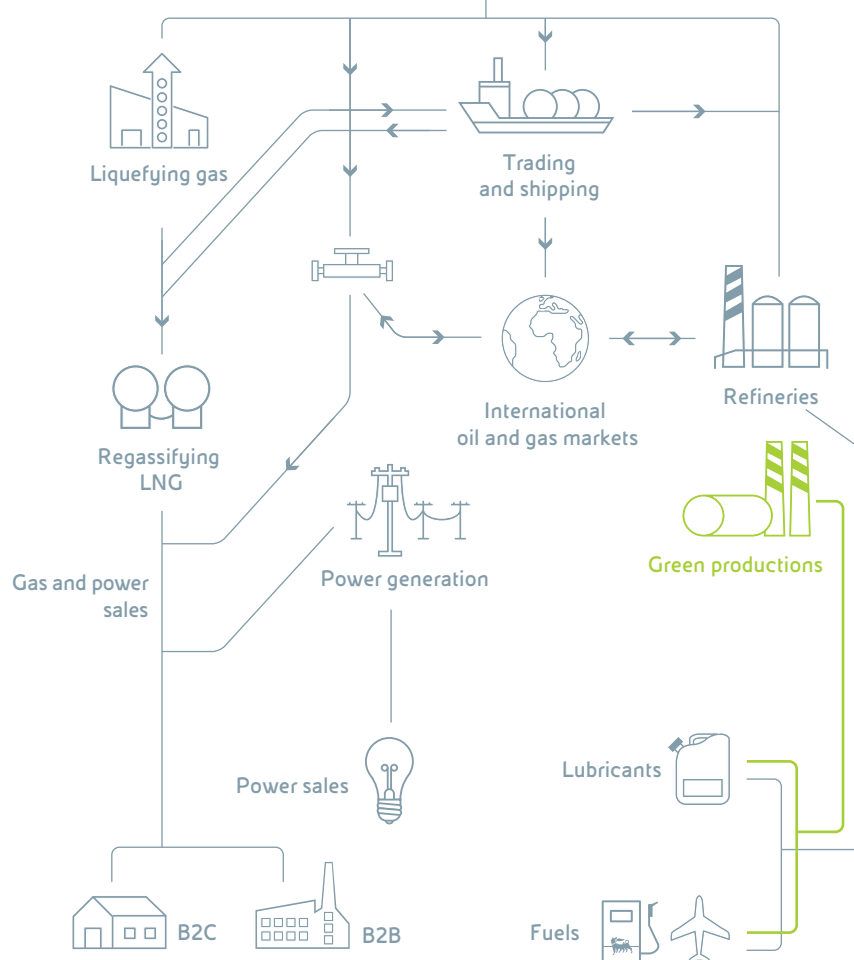 Liquefying gas
Trading
and shipping
Refineries
International
oil and gas markets
Regassifying
LNG
Green productions
Power generation
Gas and power
sales
Lubricants
Power sales
B2C
B2B
Fuels